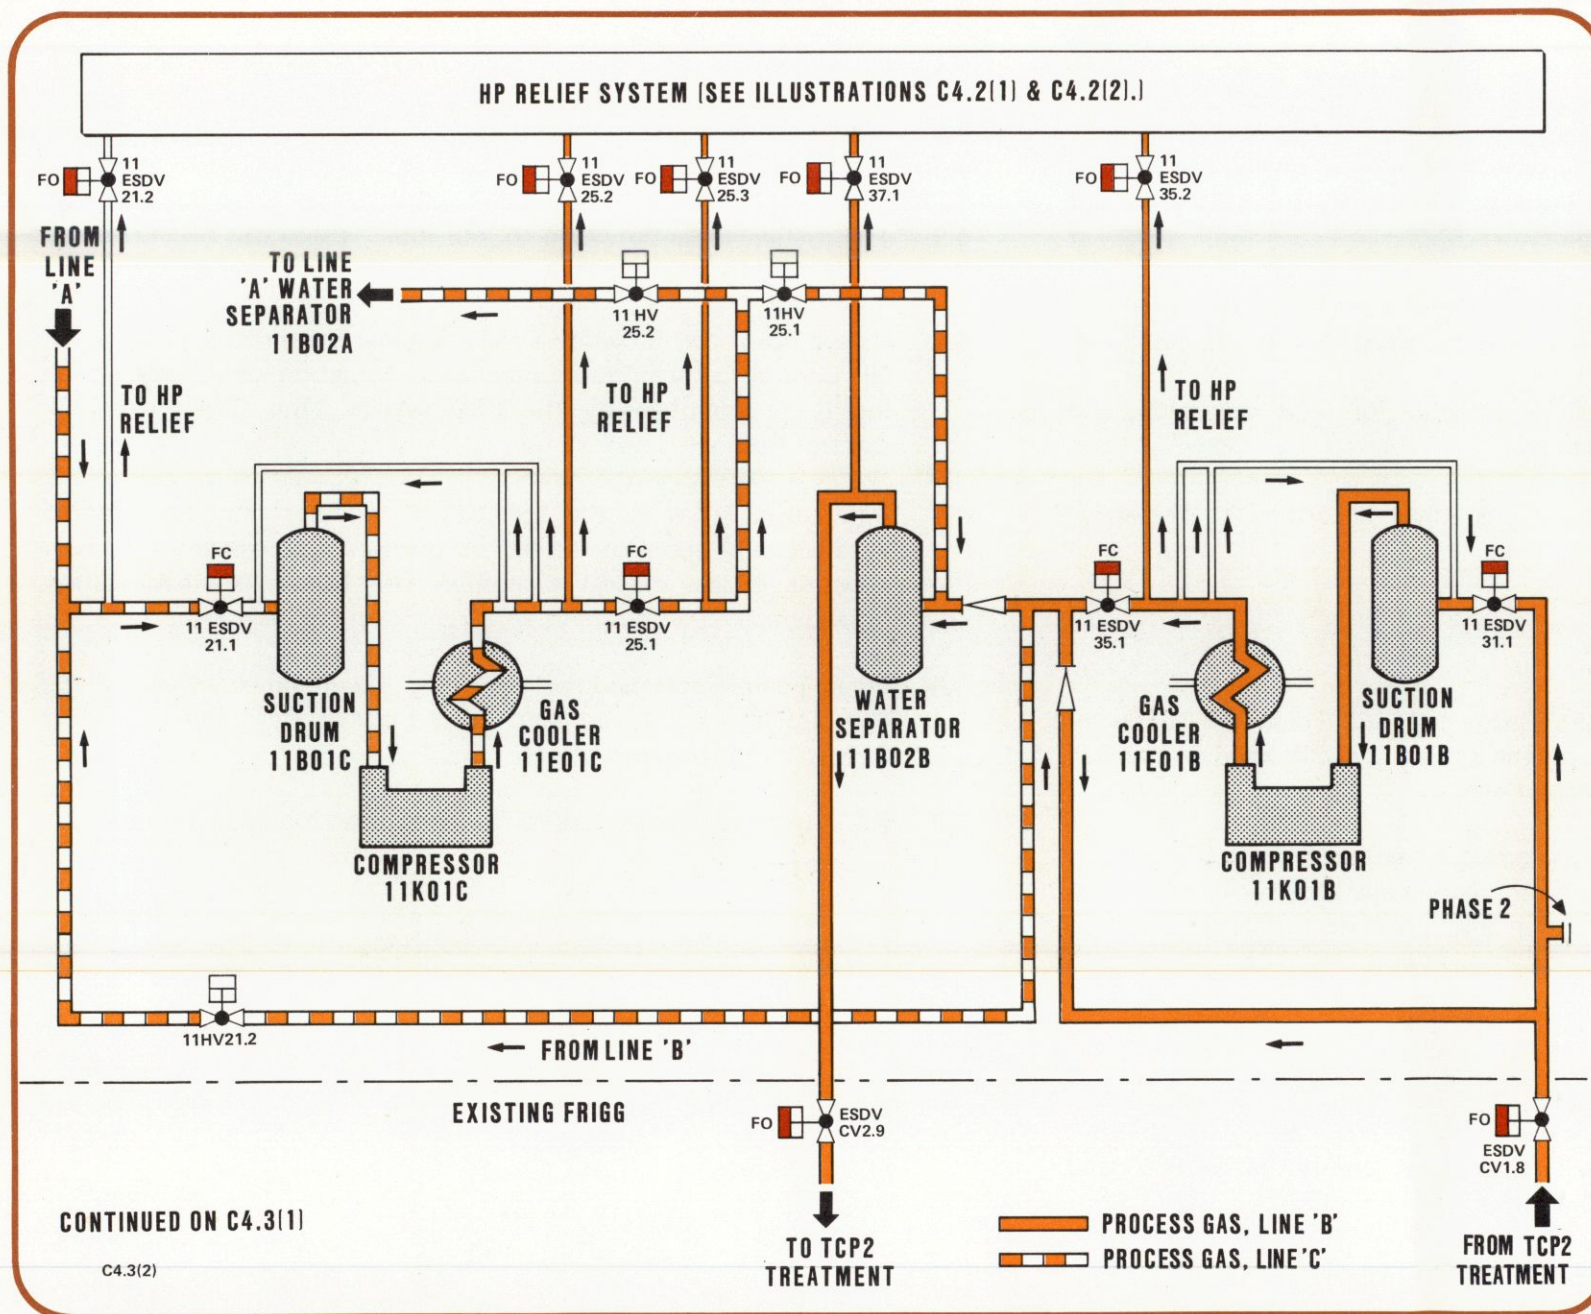 HP RELIEF SYSTEM (SEE ILLUSTRATIONS C4.2(1) & C4.2(2).)
FO
11
ESDV
21.2
FO
11
ESDV
25.2
FO
11
ESDV
25.3
FO
11
ESDV
37.1
FO
11
ESDV
35.2
FROM
LINE
'A'
TO LINE
'A' WATER
SEPARATOR
11B02A
11 HV
25.2
11HV
25.1
TO HP
RELIEF
TO HP
RELIEF
TO HP
RELIEF
FC
11 ESDV
21.1
FC
11 ESDV
25.1
FC
11 ESDV
35.1
FC
11 ESDV
31.1
SUCTION
DRUM
11B01C
GAS
COOLER
11E01C
WATER
SEPARATOR
11B02B
GAS
COOLER
11E01B
SUCTION
DRUM
11B01B
COMPRESSOR
11K01C
COMPRESSOR
11K01B
PHASE 2
11HV21.2
FROM LINE 'B'
EXISTING FRIGG
FO
ESDV
CV2.9
FO
ESDV
CV1.8
CONTINUED ON C4.3(1)
C4.3(2)
TO TCP2
TREATMENT
PROCESS GAS, LINE 'B'
PROCESS GAS, LINE 'C'
FROM TCP2
TREATMENT